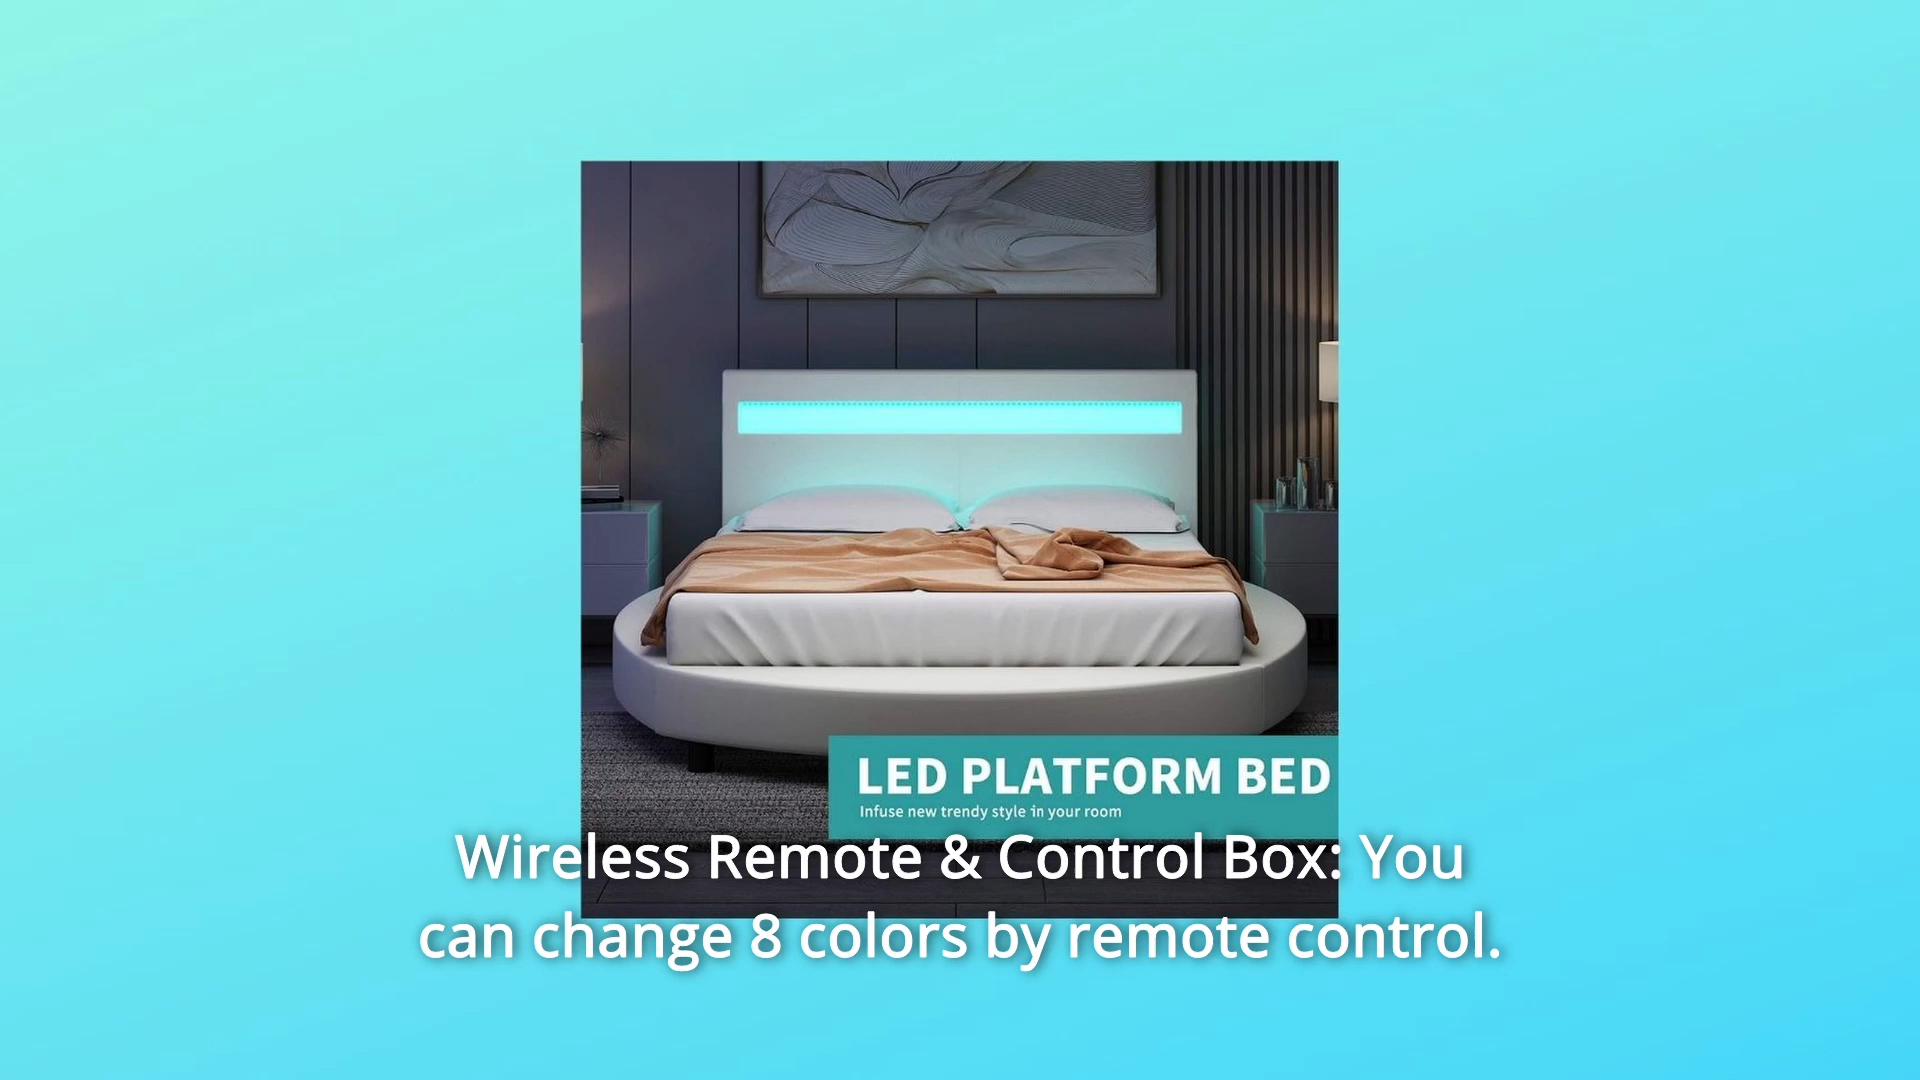 LED PLATFORM BED
Infuse new trendy style in your room
Wireless Remote & Control Box: You
can change 8 colors by remote control.